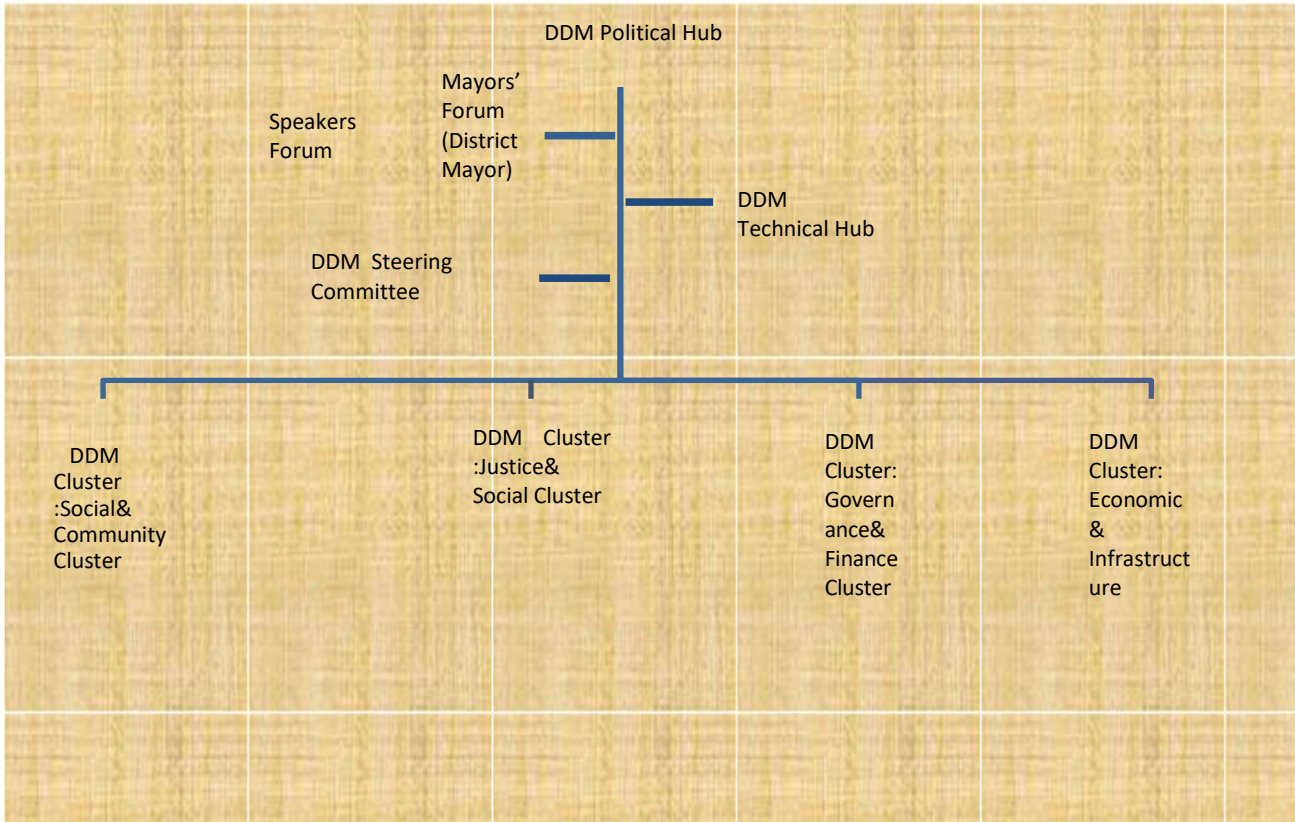 DDM Political Hub
Mayors’
Forum
(District
Mayor)
Speakers
Forum
DDM
Technical Hub
DDM Steering
Committee
DDM
Cluster
:Social&
Community
Cluster
DDM Cluster
:Justice&
Social Cluster
DDM
Cluster:
Govern
ance&
Finance
Cluster
DDM
Cluster:
Economic
&
Infrastruct
ure